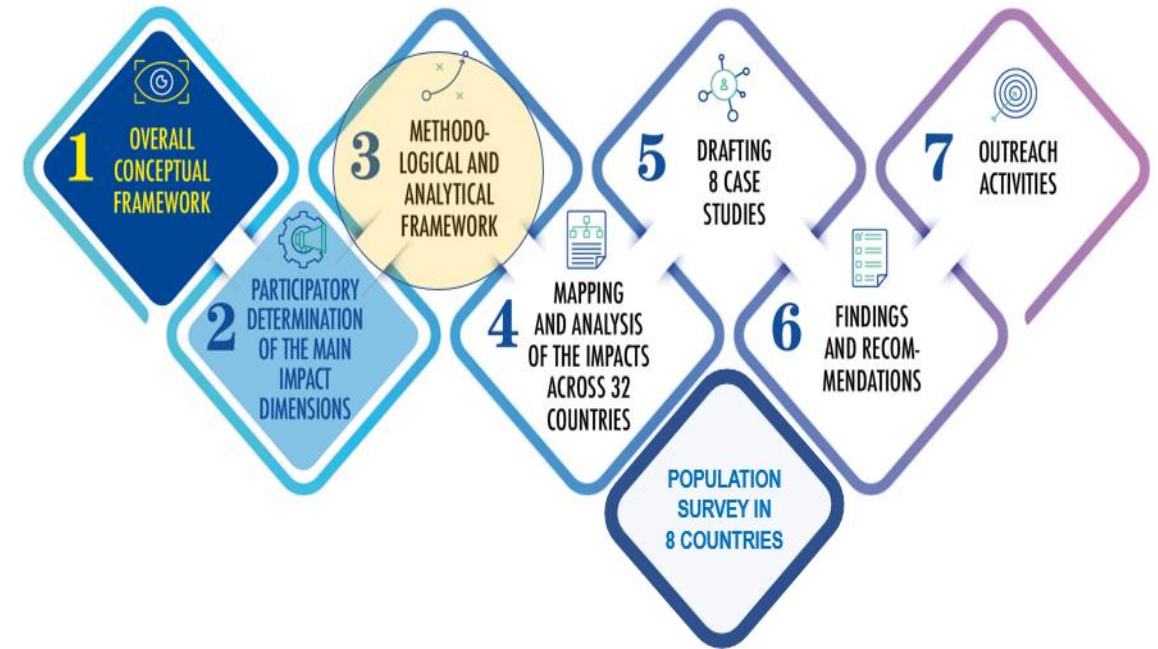 1
OVERALL
CONCEPTUAL
FRAMEWORK
2
PARTICIPATORY
DETERMINATION
OF THE MAIN
IMPACT
DIMENSIONS
3
METHODO-
LOGICAL AND
ANALYTICAL
FRAMEWORK
4
MAPPING
AND ANALYSIS
OF THE IMPACTS
ACROSS 32
COUNTRIES
5
DRAFTING
8 CASE
STUDIES
6
FINDINGS
AND RECOM-
MENDATIONS
7
OUTREACH
ACTIVITIES
POPULATION
SURVEY IN
8 COUNTRIES